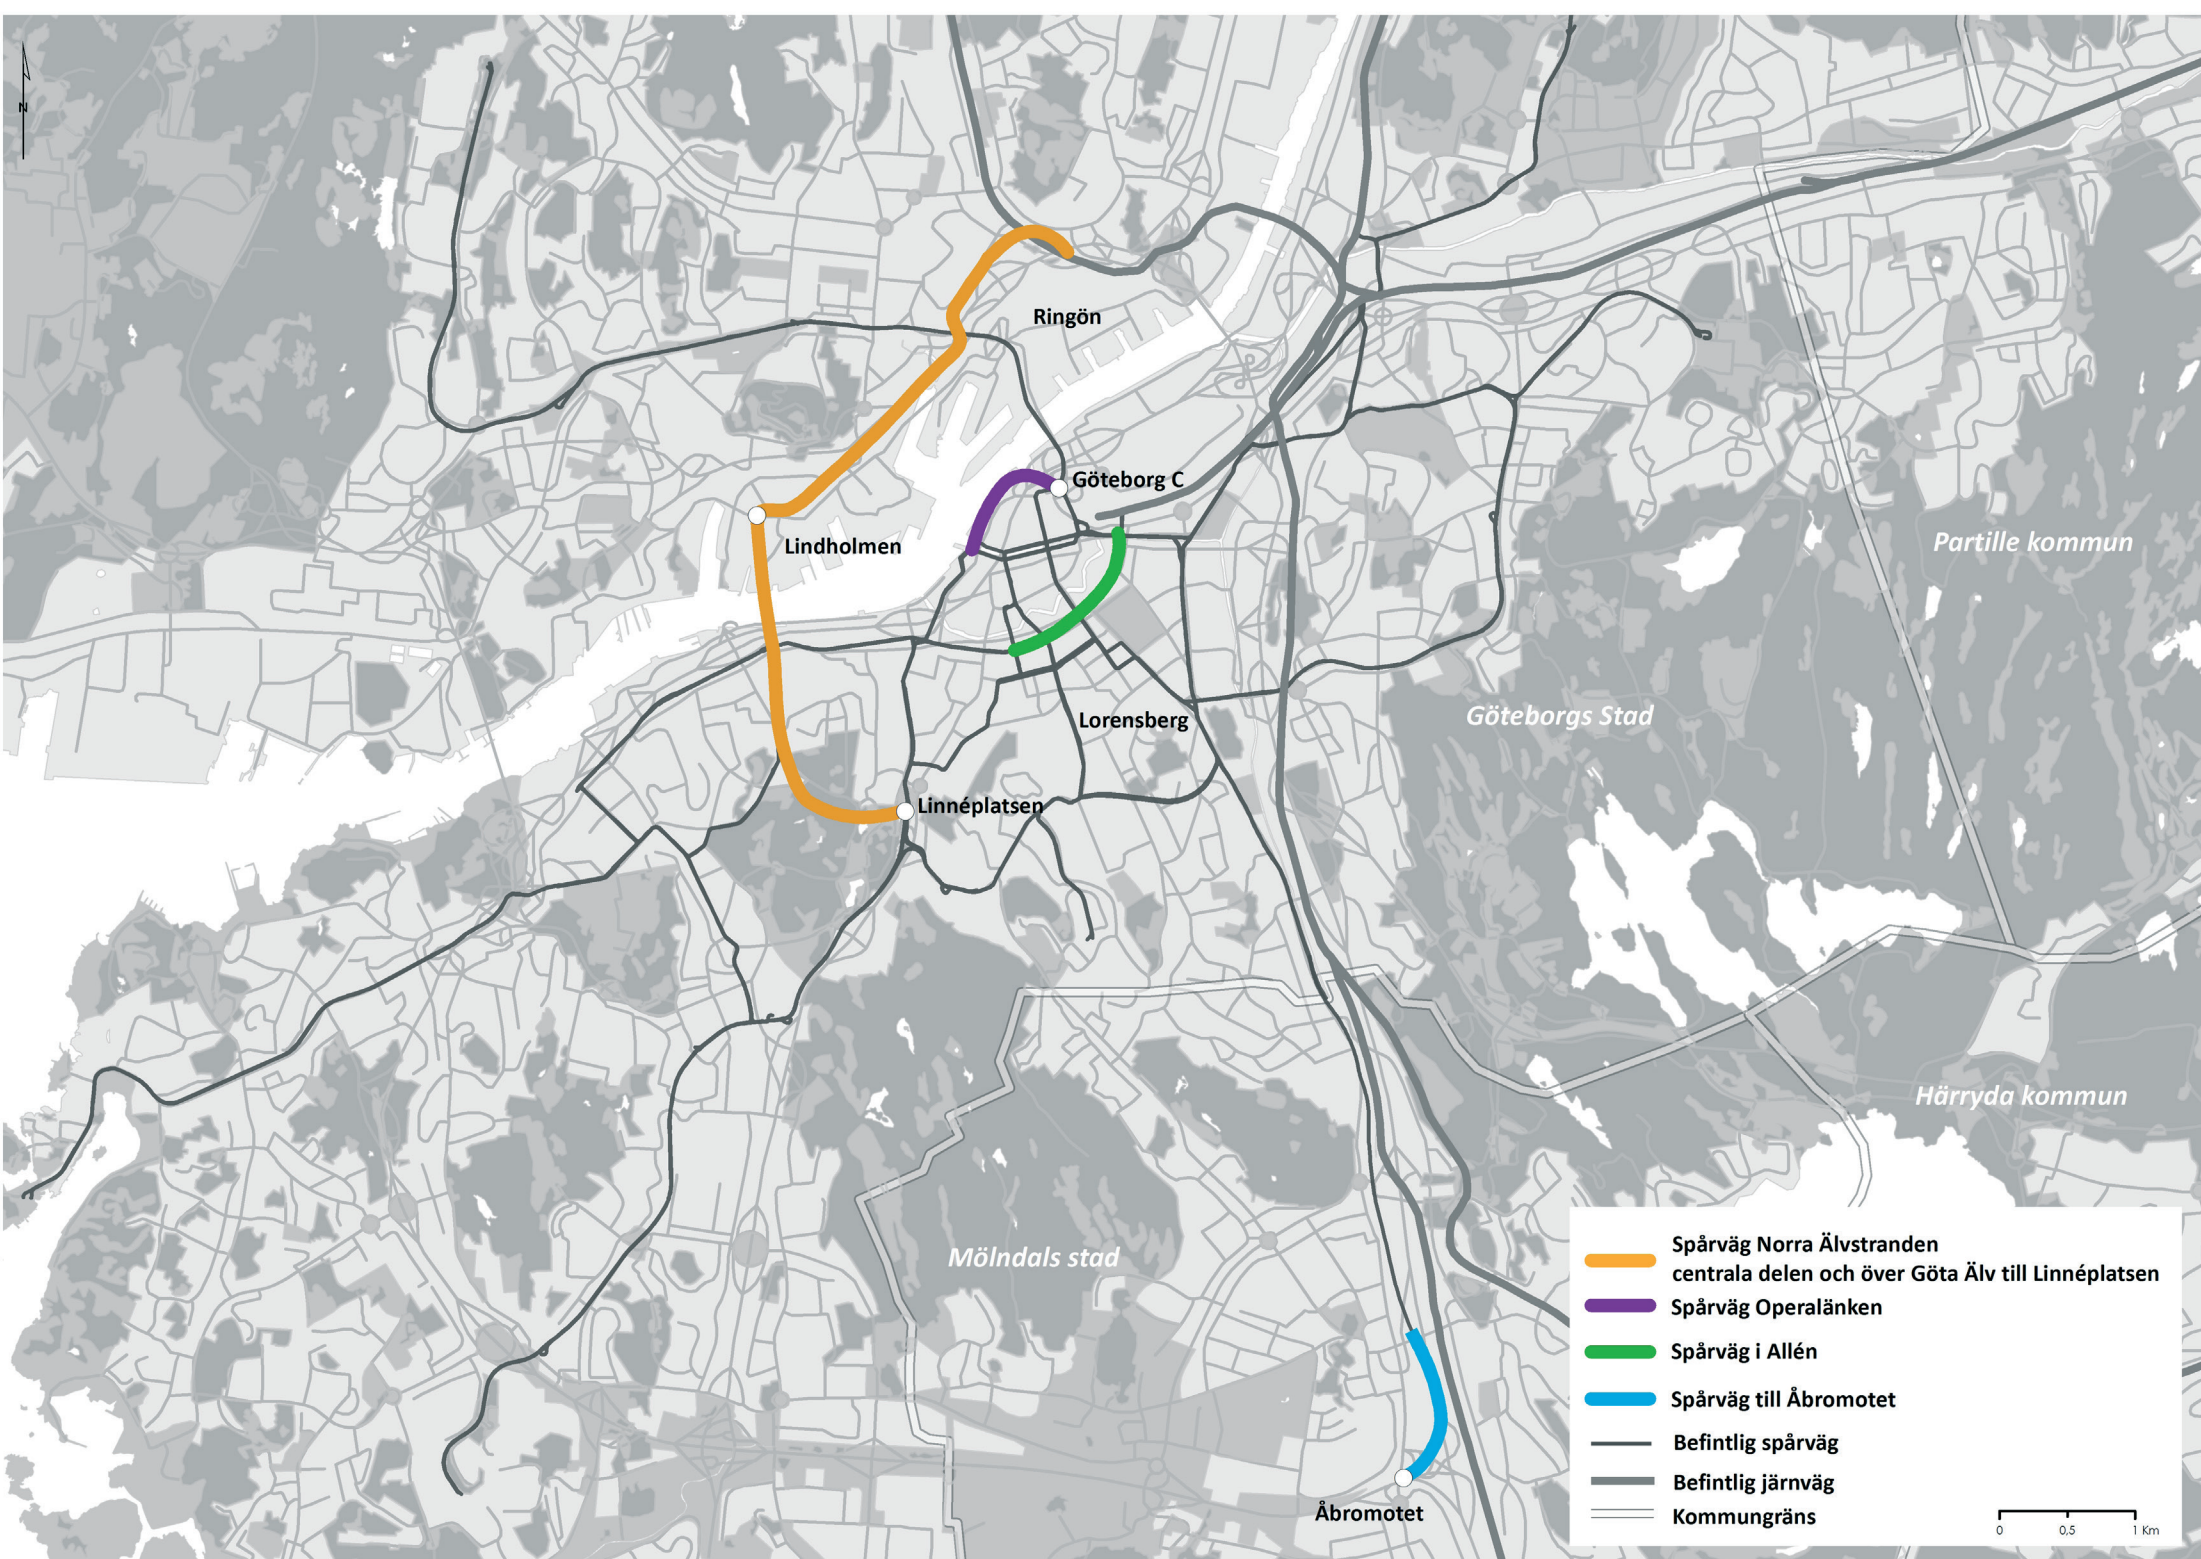 N
Ringön
Göteborg C
Lindholmen
Partille kommun
Göteborgs Stad
Lorensberg
Linnéplatsen
Härryda kommun
Mölndals stad
Åbromotet
Spårväg Norra Älvstranden
centrala delen och över Göta Älv till Linnéplatsen
Spårväg Operalänken
Spårväg i Allén
Spårväg till Åbromotet
Befintlig spårväg
Befintlig järnväg
Kommungräns
0 0,5 1 Km